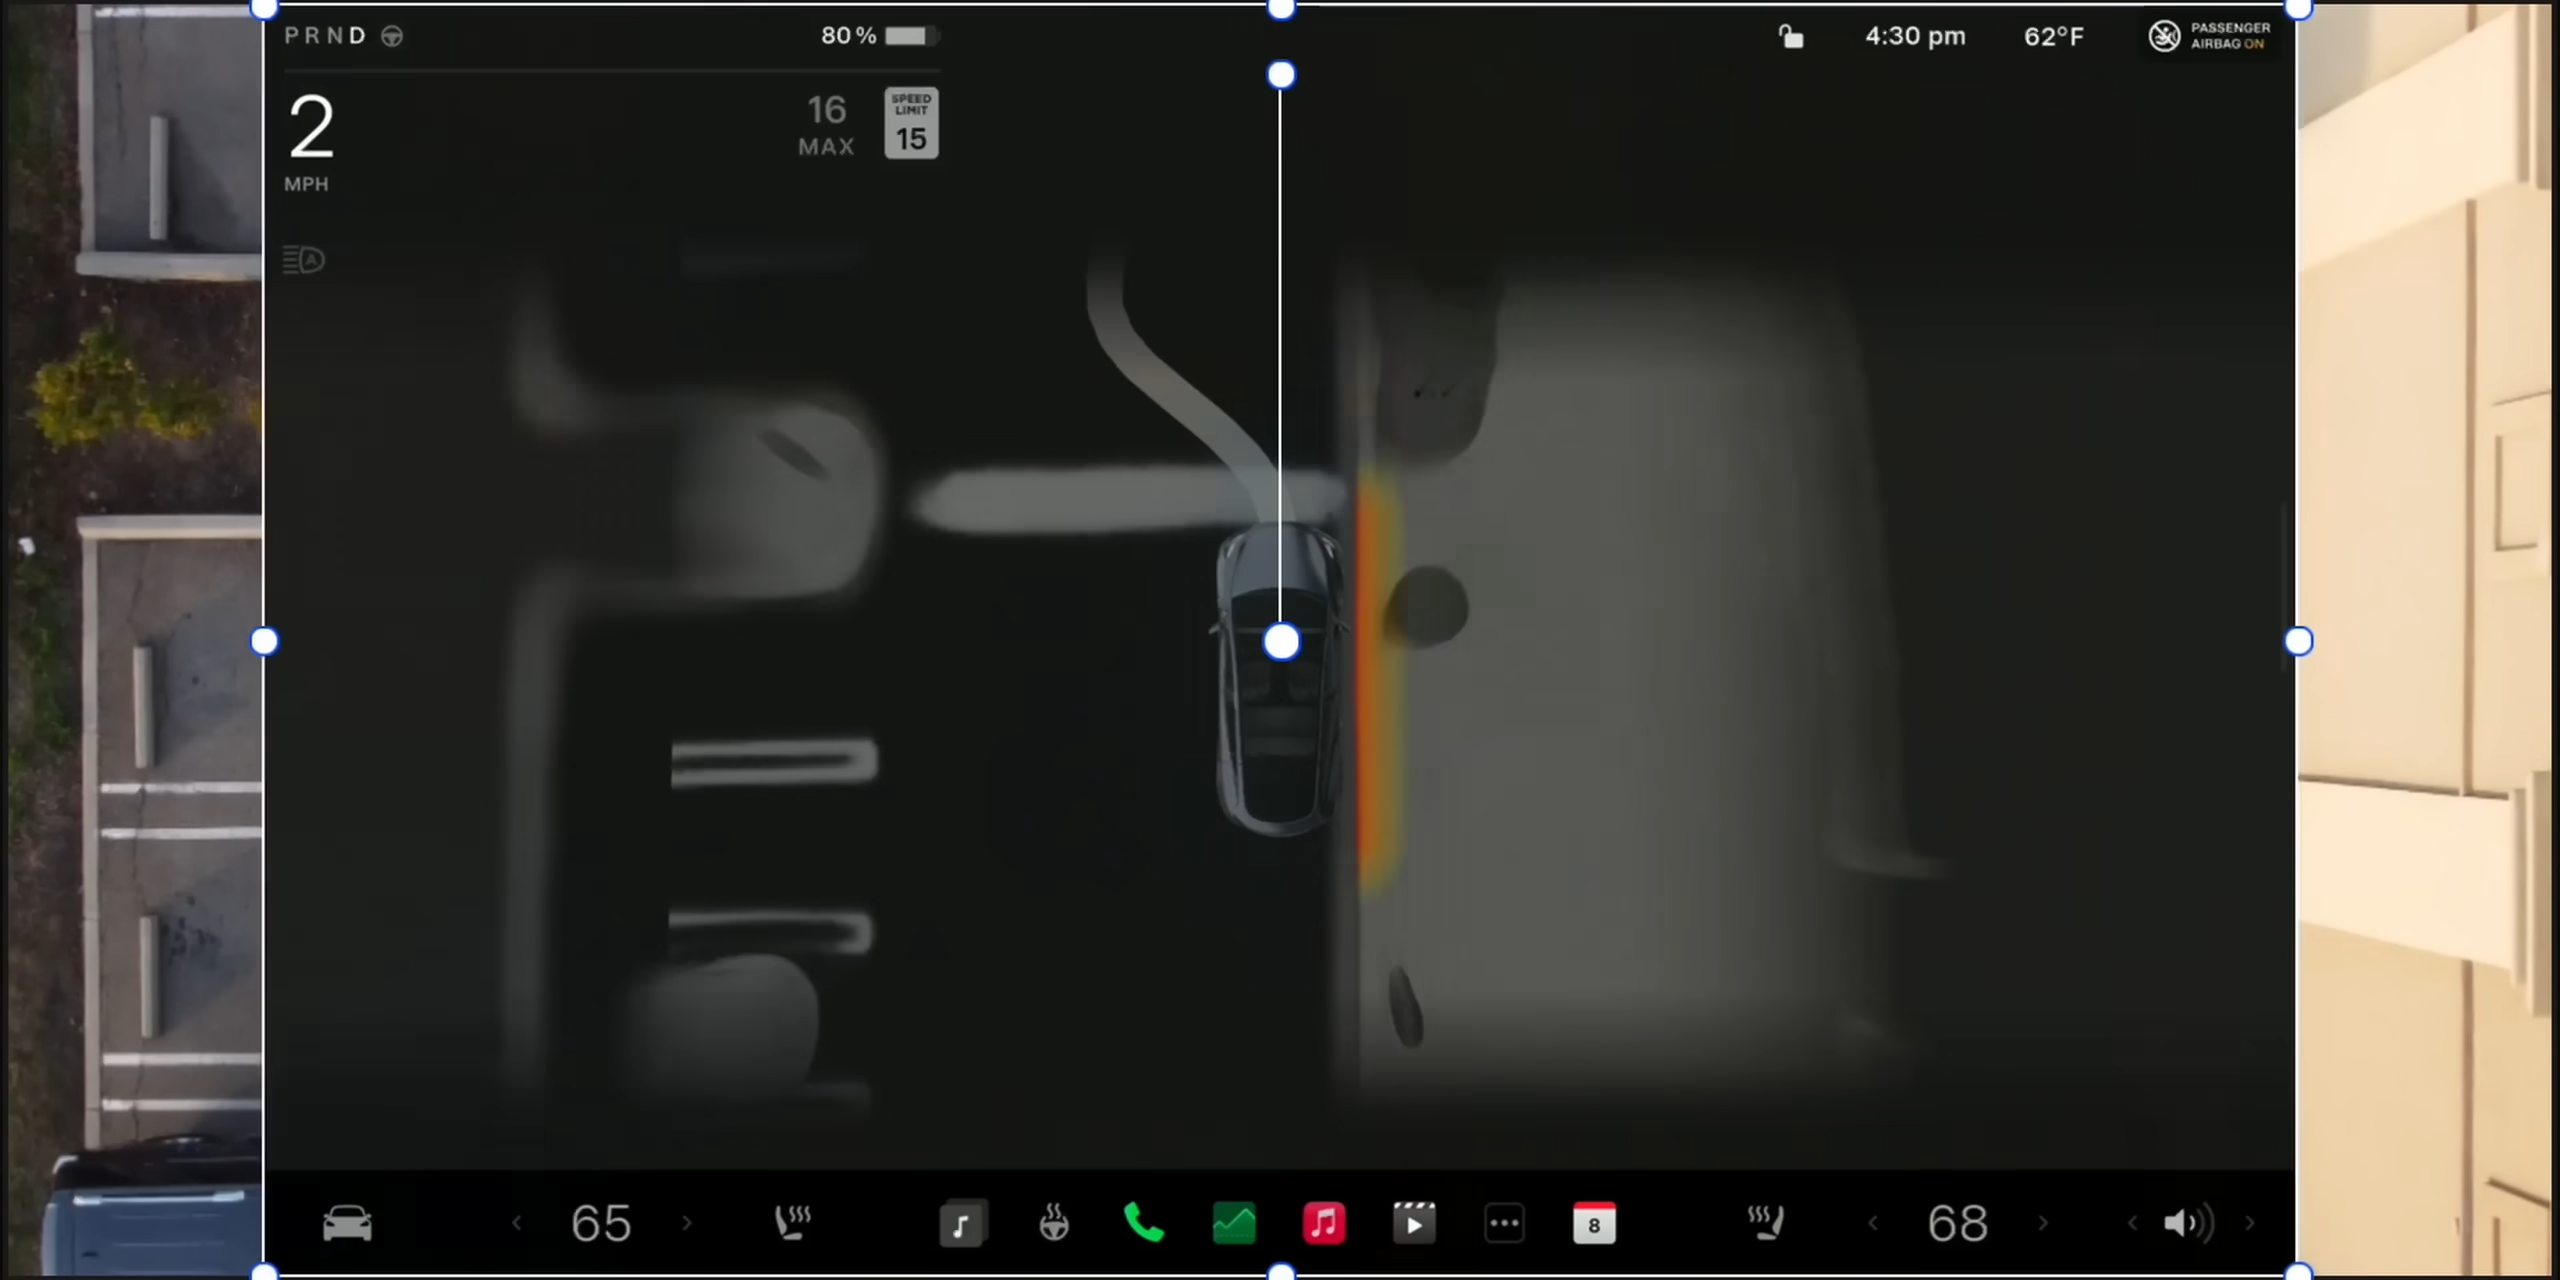 PRND
80 %
4:30 pm
62°F
PASSENGER
AIRBAG ON
2
MPH
16
MAX
SPEED
LIMIT
15
A
65
8
68